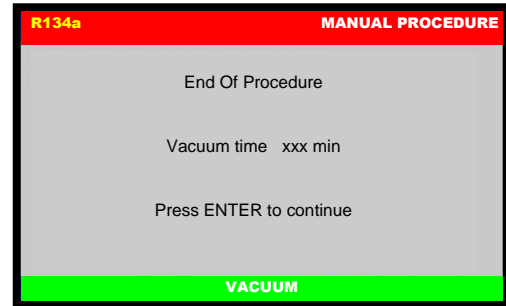 R134a MANUAL PROCEDURE
End Of Procedure
Vacuum time xxx min
Press ENTER to continue
VACUUM